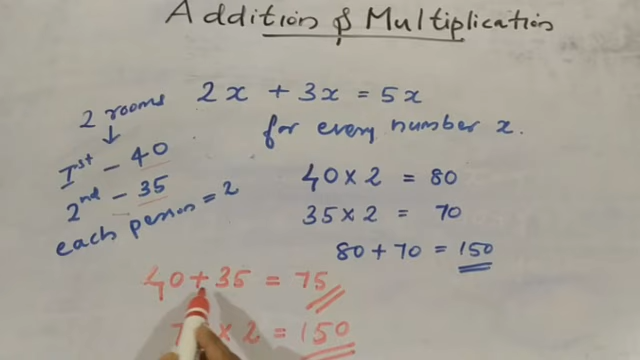 Addition & Multiplication
2x + 3x = 5x
for every number x.
2 rooms
↓
Ist - 40
2nd - 35
each person = 2
40 x 2 = 80
35 x 2 = 70
80 + 70 = 150
40 + 35 = 75
x 2 = 150